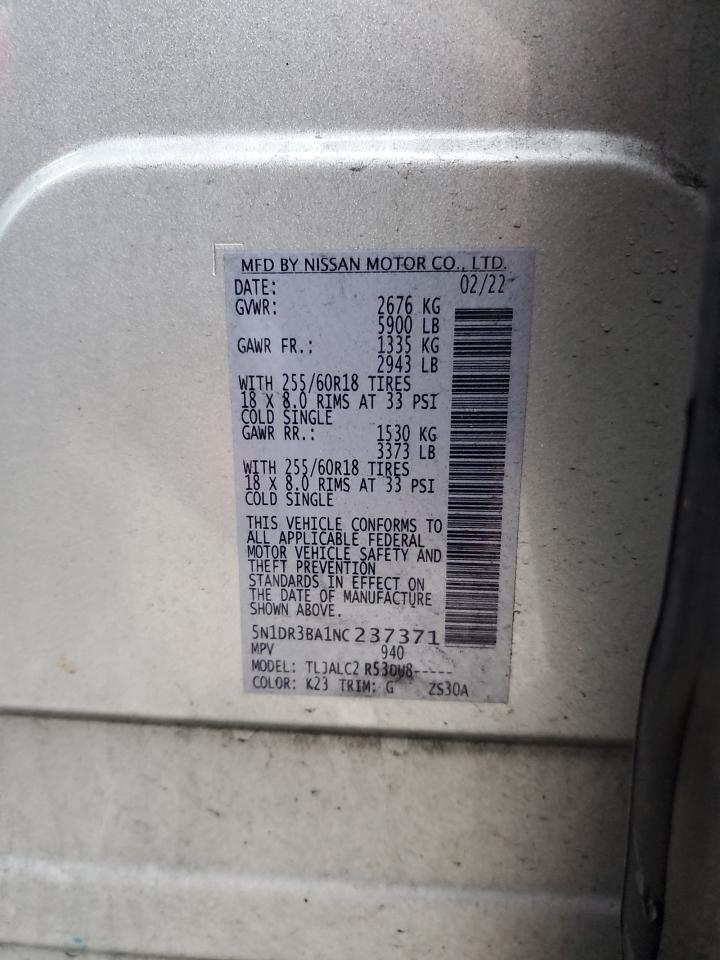 MFD BY NISSAN MOTOR CO., LTD.
DATE: 02/22
GVWR: 2676 KG
5900 LB
GAWR FR.: 1335 KG
2943 LB
WITH 255/60R18 TIRES
18 X 8.0 RIMS AT 33 PSI
COLD SINGLE
GAWR RR.: 1530 KG
3373 LB
WITH 255/60R18 TIRES
18 X 8.0 RIMS AT 33 PSI
COLD SINGLE
THIS VEHICLE CONFORMS TO
ALL APPLICABLE FEDERAL
MOTOR VEHICLE SAFETY AND
THEFT PREVENTION
STANDARDS IN EFFECT ON
THE DATE OF MANUFACTURE
SHOWN ABOVE.
5N1DR3BA1NC237371
MPV 940
MODEL: TLJALC2
COLOR: K23 TRIM: G ZS30A